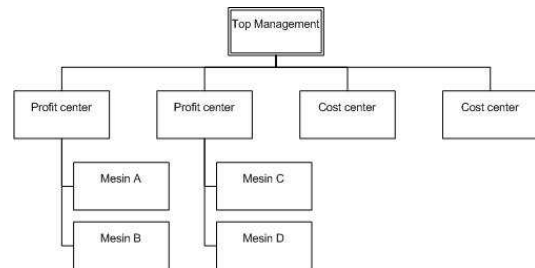 Top Management
Profit center
Profit center
Cost center
Cost center
Mesin A
Mesin C
Mesin B
Mesin D